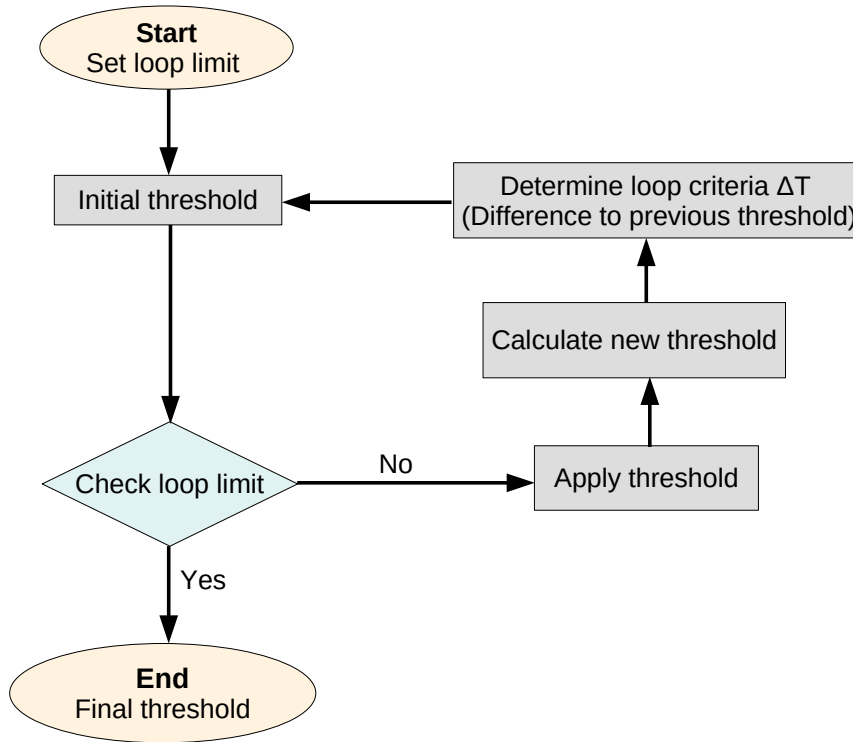 Start
Set loop limit
Initial threshold
Determine loop criteria ΔT
(Difference to previous threshold)
Calculate new threshold
Check loop limit
No
Apply threshold
Yes
End
Final threshold